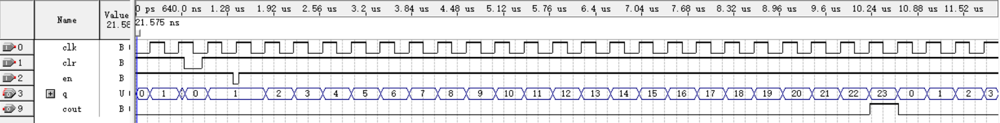 0 ps 640.0 ns 1.28 us 1.92 us 2.56 us 3.2 us 3.84 us 4.48 us 5.12 us 5.76 us 6.4 us 7.04 us 7.68 us 8.32 us 8.96 us 9.6 us 10.24 us 10.88 us 11.52 us
Name Value
21.58
21.575 ns
0 clk B
1 clr B
2 en B
3 q U 0 1 0 1 2 3 4 5 6 7 8 9 10 11 12 13 14 15 16 17 18 19 20 21 22 23 0 1 2 3
9 cout B